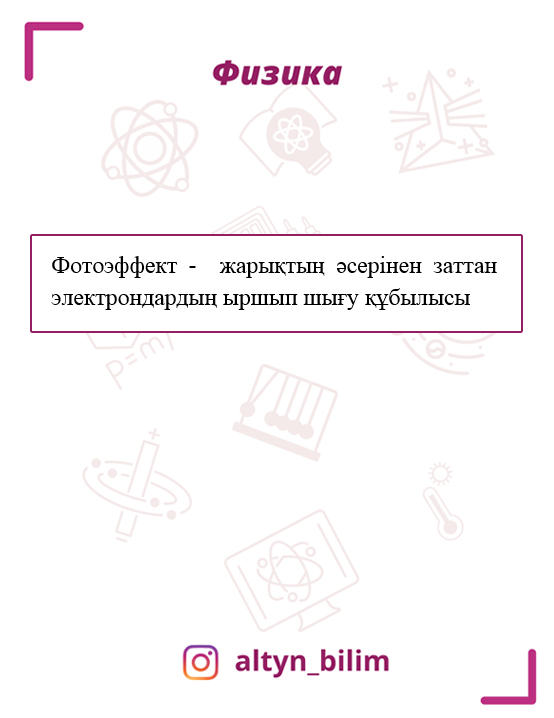 Физика
Фотоэффект - жарықтың әсерінен заттан
электрондардың ыршып шығу құбылысы
p=m/
altyn_bilim